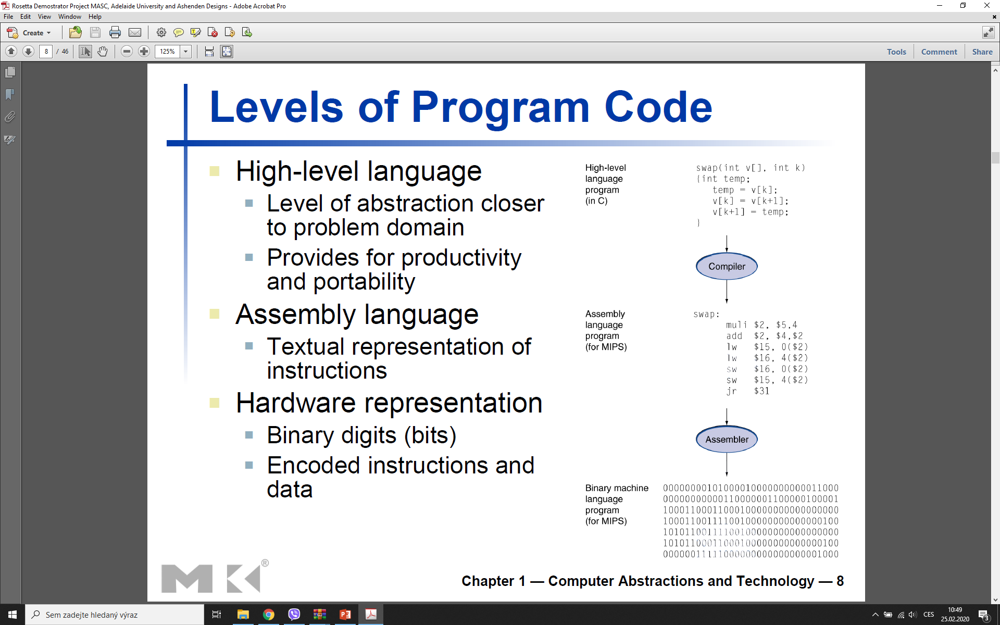 Rosetta Demostrator Project MASC, Adelaide University and Ashenden Designs - Adobe Acrobat Pro
File Edit View Window Help
Create
8 / 46
125%
Tools Comment Share
Levels of Program Code
High-level language
Level of abstraction closer
to problem domain
Provides for productivity
and portability
Assembly language
Textual representation of
instructions
Hardware representation
Binary digits (bits)
Encoded instructions and
data
High-level
language
program
(in C)
swap(int v[], int k)
{int temp;
temp = v[k];
v[k] = v[k+1];
v[k+1] = temp;
}
Compiler
Assembly
language
program
(for MIPS)
swap:
muli $2, $5,4
add $2, $4,$2
lw $15, 0($2)
lw $16, 4($2)
sw $16, 0($2)
sw $15, 4($2)
jr $31
Assembler
Binary machine
language
program
(for MIPS)
00000000101000010000000000011000
00000000000110000001100000100001
10001100011000100000000000000000
10001100111100100000000000000100
10101100111100100000000000000000
10101100011000100000000000000100
00000011111000000000000000001000
MK®
Chapter 1 — Computer Abstractions and Technology — 8
Sem zadejte hledaný výraz
CES
10:49
25.02.2020
3